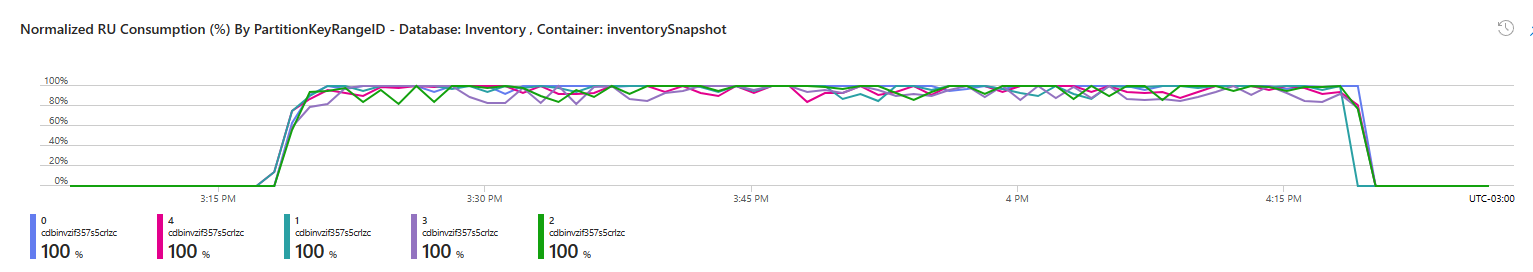 Normalized RU Consumption (%) By PartitionKeyRangeID - Database: Inventory , Container: inventorySnapshot
100%
80%
60%
40%
20%
0%
3:15 PM 3:30 PM 3:45 PM 4 PM 4:15 PM UTC-03:00
0 4 1 3 2
cdbinvzif357s5crlzc cdbinvzif357s5crlzc cdbinvzif357s5crlzc cdbinvzif357s5crlzc cdbinvzif357s5crlzc
100 % 100 % 100 % 100 % 100 %